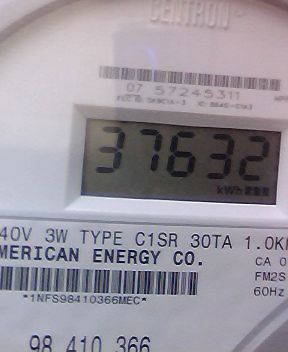 CENTRON
07 57245311
37632
kWh
40V 3W TYPE C1SR 30TA 1.0K
MERICAN ENERGY CO.
CA 0
FM2S
60Hz
*1NFS98410366MEC*
98 410 366